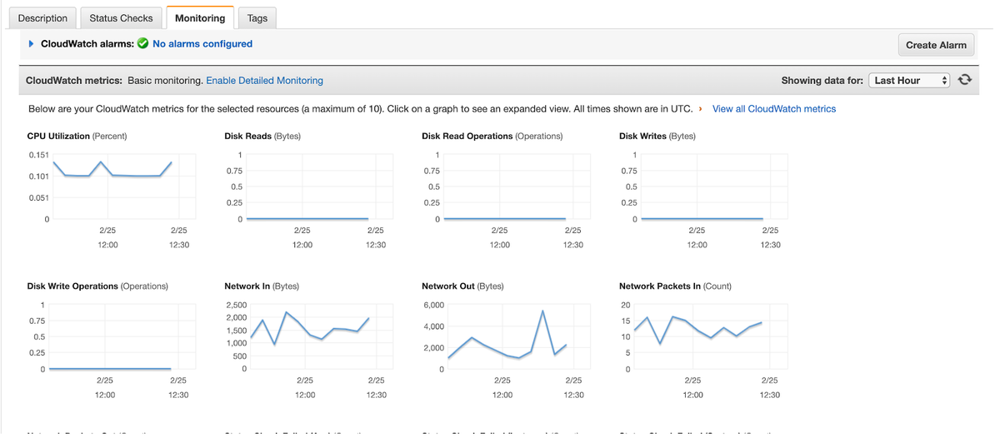 Description Status Checks Monitoring Tags
CloudWatch alarms: No alarms configured Create Alarm
CloudWatch metrics: Basic monitoring. Enable Detailed Monitoring Showing data for: Last Hour
Below are your CloudWatch metrics for the selected resources (a maximum of 10). Click on a graph to see an expanded view. All times shown are in UTC. › View all CloudWatch metrics
CPU Utilization (Percent) Disk Reads (Bytes) Disk Read Operations (Operations) Disk Writes (Bytes)
0.151 1 1 1
0.75 0.75 0.75
0.101 0.5 0.5 0.5
0.051 0.25 0.25 0.25
0 0 0 0
2/25 2/25 2/25 2/25 2/25 2/25 2/25 2/25
12:00 12:30 12:00 12:30 12:00 12:30 12:00 12:30
Disk Write Operations (Operations) Network In (Bytes) Network Out (Bytes) Network Packets In (Count)
1 2,500 6,000 20
0.75 2,000 4,000 15
0.5 1,500 2,000 10
0.25 1,000 0 5
0 500 0
0
2/25 2/25 2/25 2/25 2/25 2/25 2/25 2/25
12:00 12:30 12:00 12:30 12:00 12:30 12:00 12:30